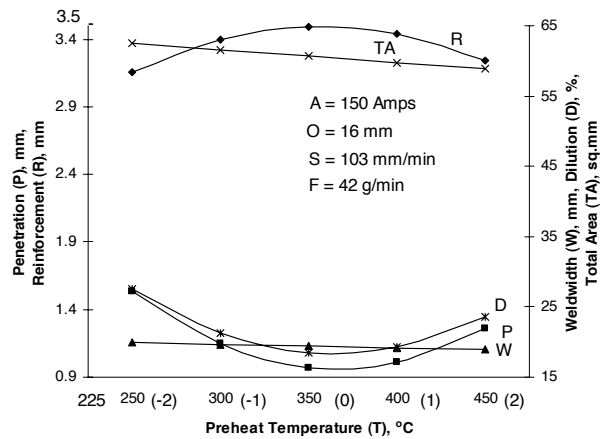 3.5
3.4
2.9
2.4
1.9
1.4
0.9
Penetration (P), mm,
Reinforcement (R), mm
65
55
45
35
25
15
Weldwidth (W), mm, Dilution (D), %,
Total Area (TA), sq.mm
TA
R
A = 150 Amps
O = 16 mm
S = 103 mm/min
F = 42 g/min
D
P
W
225 250 (-2) 300 (-1) 350 (0) 400 (1) 450 (2)
Preheat Temperature (T), °C